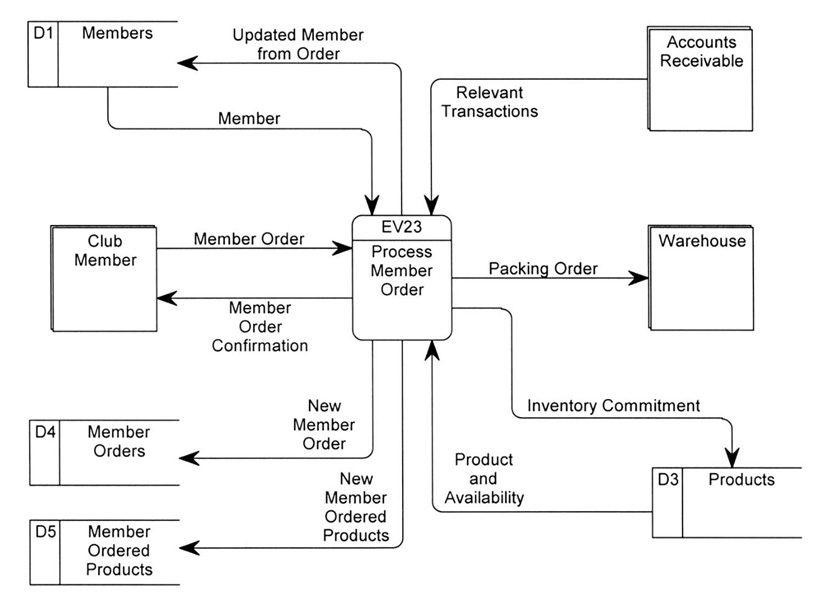 D1
Members
Updated Member
from Order
Accounts
Receivable
Relevant
Transactions
Member
EV23
Process
Member
Order
Club
Member
Member Order
Member
Order
Confirmation
Warehouse
Packing Order
Inventory Commitment
New
Member
Order
D4
Member
Orders
New
Member
Ordered
Products
D5
Member
Ordered
Products
Product
and
Availability
D3
Products